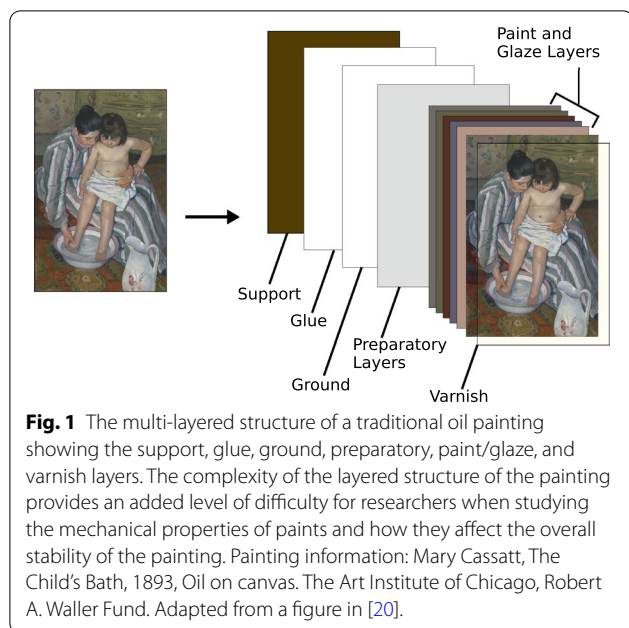 Paint and
Glaze Layers
Support
Glue
Ground
Preparatory
Layers
Varnish
Fig. 1 The multi-layered structure of a traditional oil painting
showing the support, glue, ground, preparatory, paint/glaze, and
varnish layers. The complexity of the layered structure of the painting
provides an added level of difficulty for researchers when studying
the mechanical properties of paints and how they affect the overall
stability of the painting. Painting information: Mary Cassatt, The
Child's Bath, 1893, Oil on canvas. The Art Institute of Chicago, Robert
A. Waller Fund. Adapted from a figure in [20].